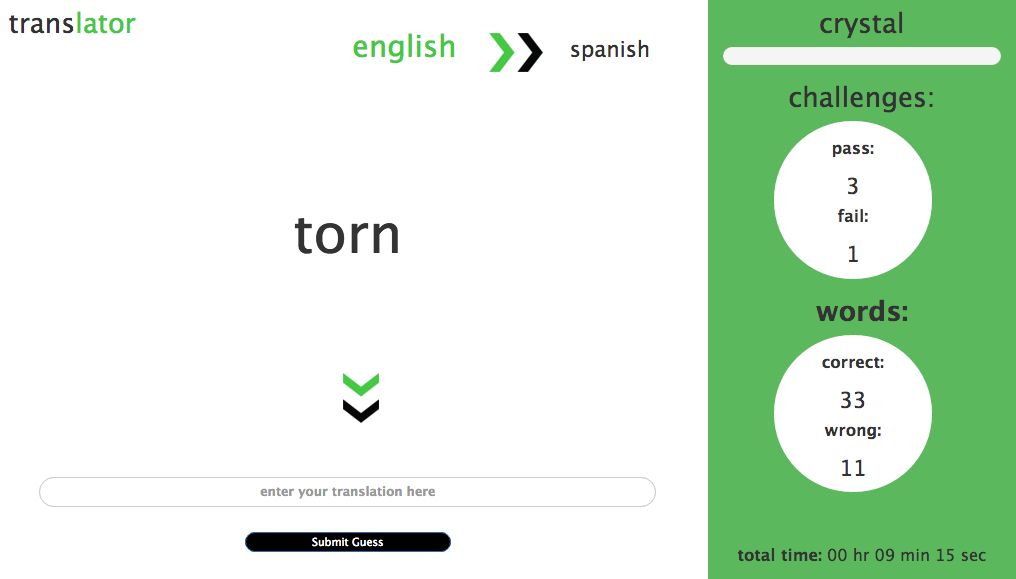 translator
english
spanish
torn
enter your translation here
Submit Guess
crystal
challenges:
pass:
3
fail:
1
words:
correct:
33
wrong:
11
total time: 00 hr 09 min 15 sec